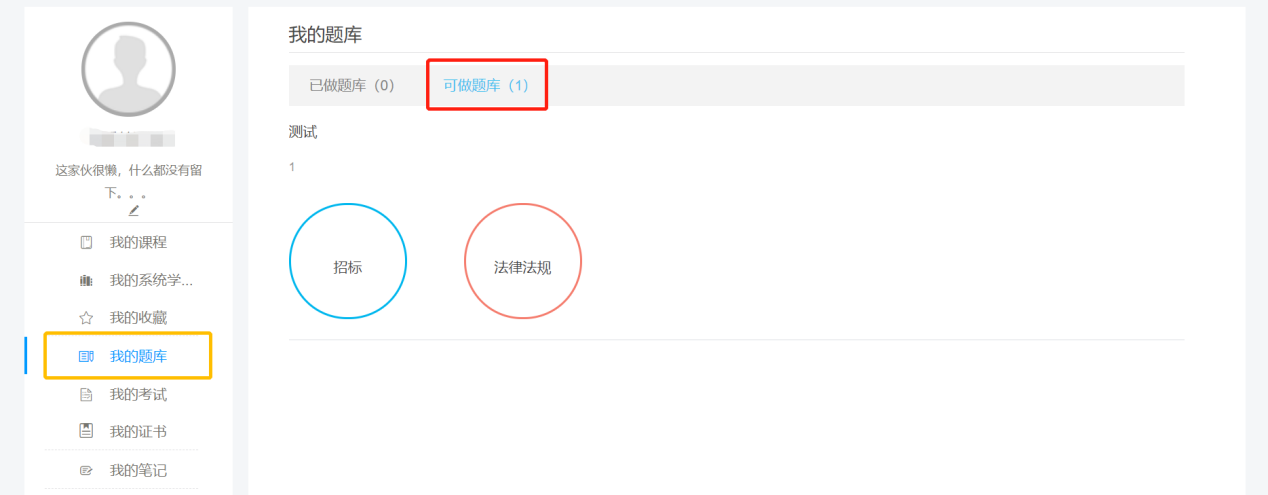 这家伙很懒，什么都没有留
下。。。
我的课程
我的系统学...
我的收藏
我的题库
我的考试
我的证书
我的笔记
我的题库
已做题库（0）
可做题库（1）
测试
1
招标
法律法规